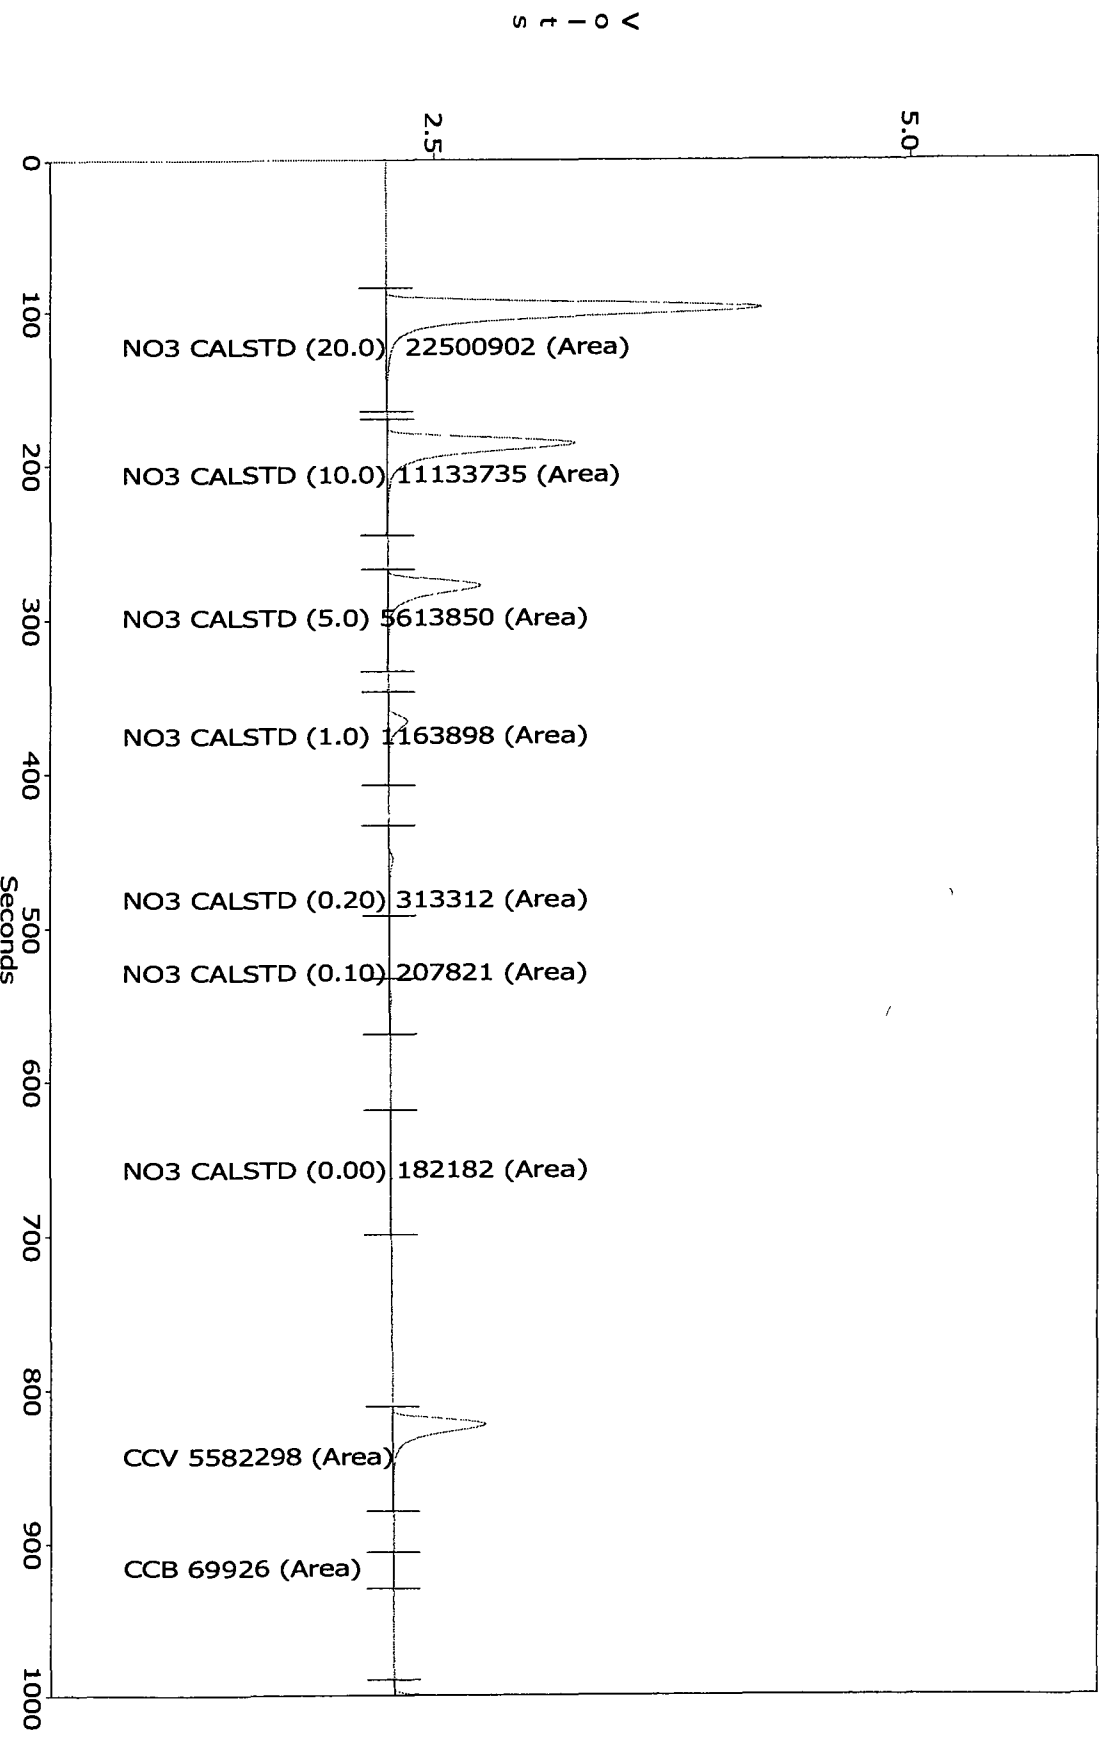 Volts
5.0
2.5
0
100
NO3 CALSTD (20.0) 22500902 (Area)
200
NO3 CALSTD (10.0) 11133735 (Area)
300
NO3 CALSTD (5.0) 5613850 (Area)
NO3 CALSTD (1.0) 1163898 (Area)
400
NO3 CALSTD (0.20) 313312 (Area)
500
Seconds
NO3 CALSTD (0.10) 207821 (Area)
600
NO3 CALSTD (0.00) 182182 (Area)
700
800
CCV 5582298 (Area)
900
CCB 69926 (Area)
1000